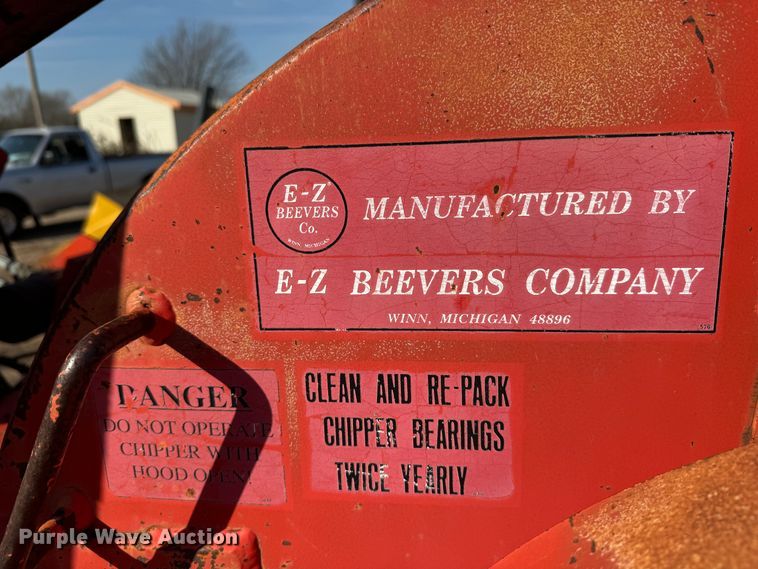 E-Z
BEEVERS
Co.
WINN, MICHIGAN
MANUFACTURED BY
E-Z BEEVERS COMPANY
WINN, MICHIGAN 48896
576
DANGER
DO NOT OPERATE
CHIPPER WITH
HOOD OPEN!
CLEAN AND RE-PACK
CHIPPER BEARINGS
TWICE YEARLY
Purple Wave Auction